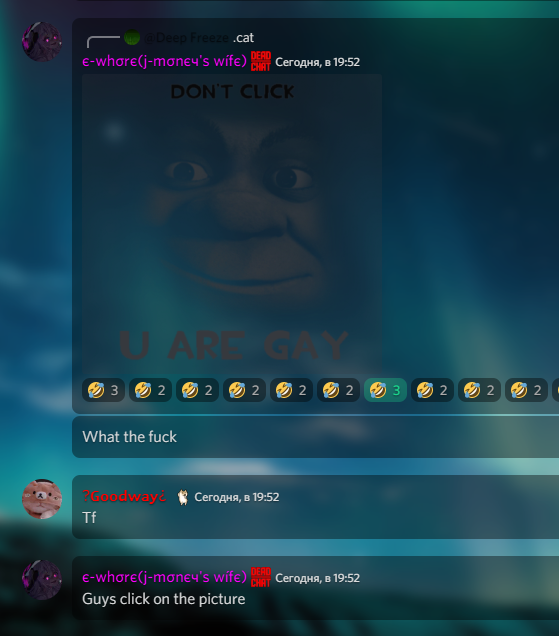 @Deep Freeze .cat
є-whσrє(j-mσnєч's wífє) DEAD CHAT Сегодня, в 19:52
DON'T CLICK
U ARE GAY
3 2 2 2 2 2 3 2 2 2
What the fuck
?Goodway¿ Сегодня, в 19:52
Tf
є-whσrє(j-mσnєч's wífє) DEAD CHAT Сегодня, в 19:52
Guys click on the picture